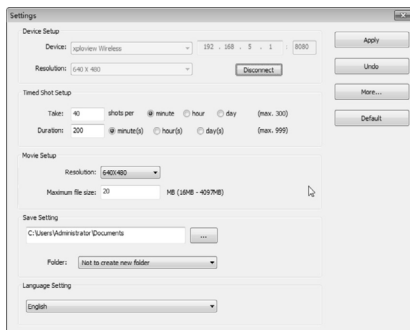 Settings
Device Setup
Device: xploview Wireless 192 . 168 . 5 . 1 : 8080
Resolution: 640 X 480 Disconnect
Timed Shot Setup
Take: 40 shots per minute hour day (max. 300)
Duration: 200 minute(s) hour(s) day(s) (max. 999)
Movie Setup
Resolution: 640X480
Maximum file size: 20 MB (16MB - 4097MB)
Save Setting
C:\Users\Administrator\Documents ...
Folder: Not to create new folder
Language Setting
English
Apply
Undo
More...
Default